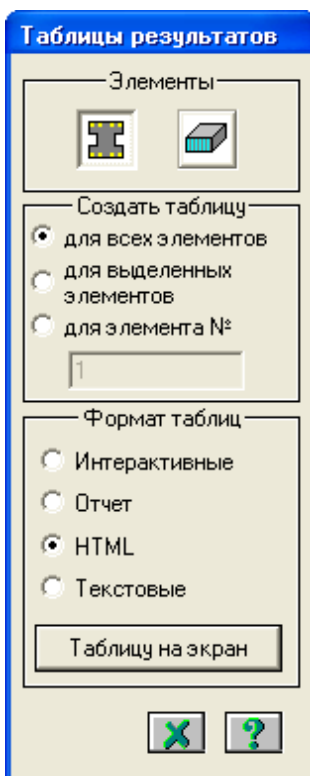 Таблицы результатов
Элементы
Создать таблицу
для всех элементов
для выделенных
элементов
для элемента №
1
Формат таблиц
Интерактивные
Отчет
HTML
Текстовые
Таблицу на экран
?